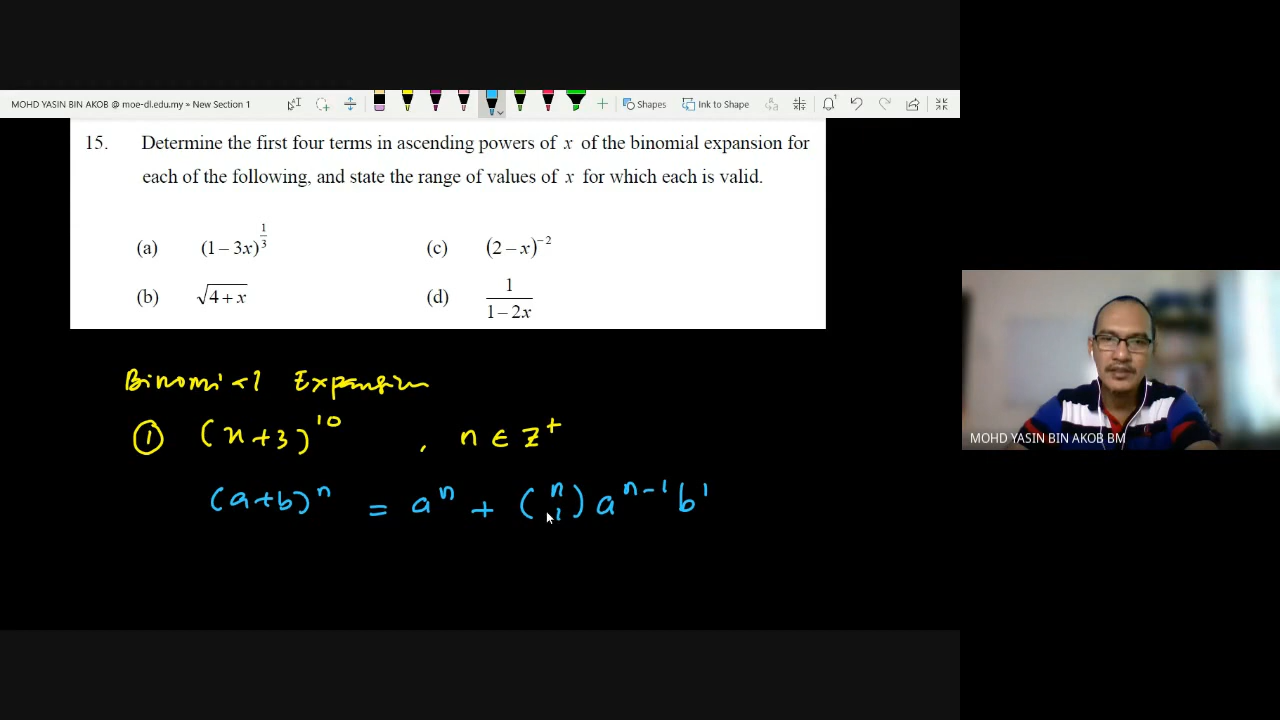 MOHD YASIN BIN AKOB @ moe-dl.edu.my » New Section 1
Shapes
Ink to Shape
15. Determine the first four terms in ascending powers of x of the binomial expansion for
each of the following, and state the range of values of x for which each is valid.
(a) (1 – 3x)^{1/3} (c) (2 – x)^{–2}
(b) √(4 + x) (d) 1/(1 – 2x)
Binomial Expansion
① (x+3)^{10} , n ∈ Z^+
(a+b)^n = a^n + (n 1) a^{n-1} b^1
MOHD YASIN BIN AKOB BM